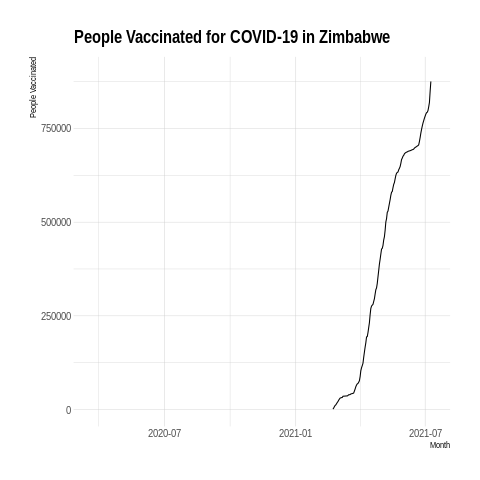 People Vaccinated for COVID-19 in Zimbabwe
People Vaccinated
750000
500000
250000
0
2020-07
2021-01
2021-07
Month